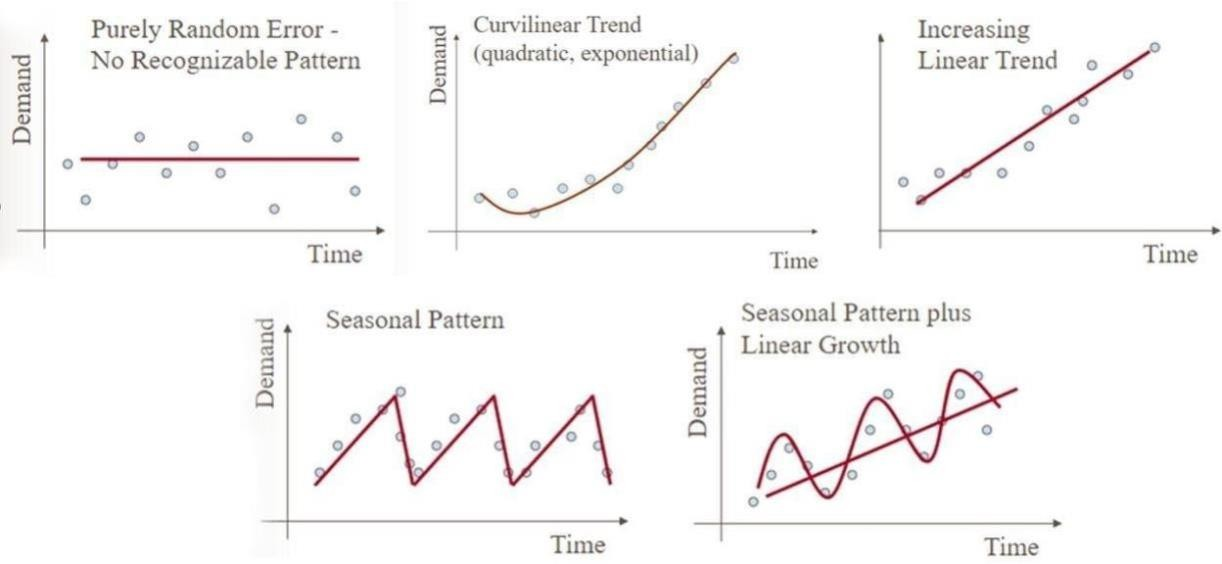 Purely Random Error -
No Recognizable Pattern
Demand
Time
Curvilinear Trend
(quadratic, exponential)
Demand
Time
Increasing
Linear Trend
Time
Seasonal Pattern
Demand
Time
Seasonal Pattern plus
Linear Growth
Demand
Time